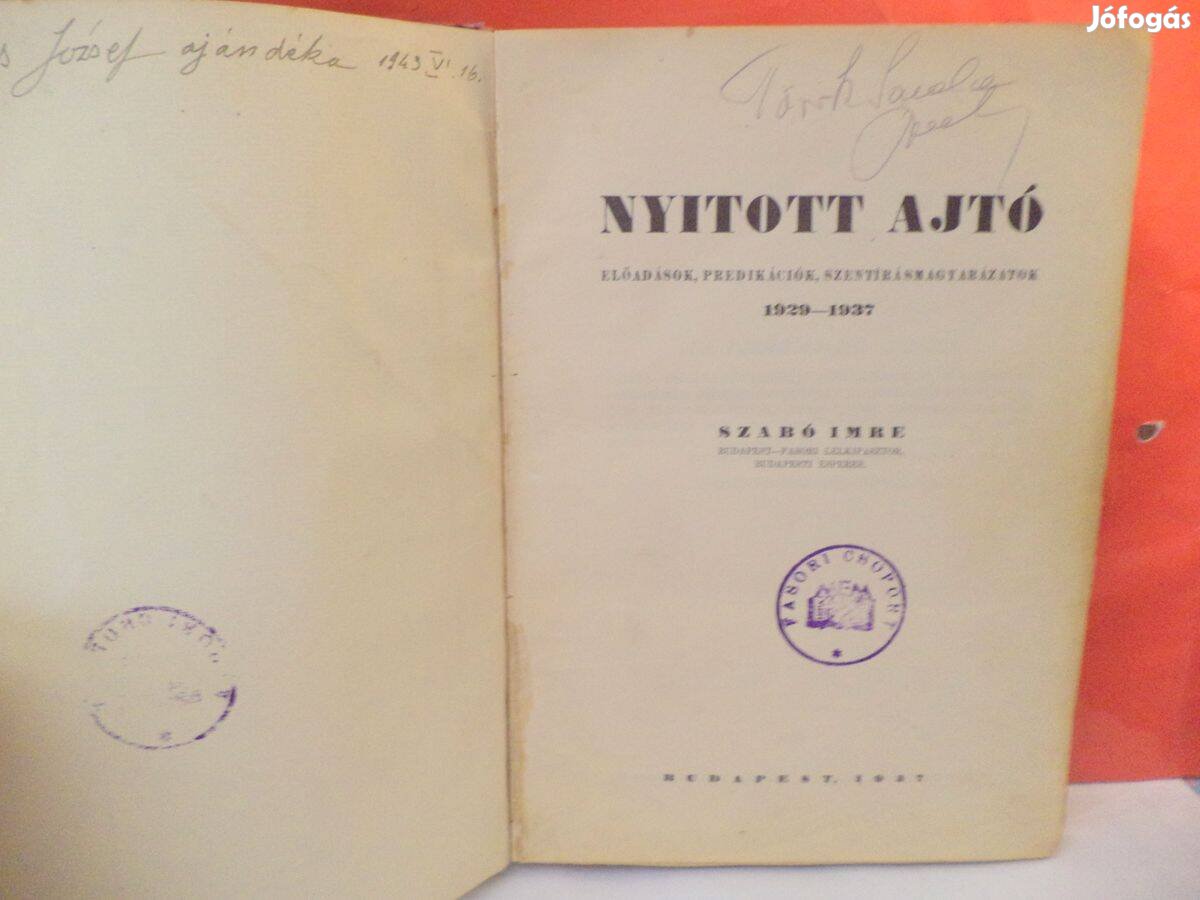 Jófogás
s József ajándéka 1943 VI. 16.
Török
NYITOTT AJTÓ
ELŐADÁSOK, PREDIKÁCIÓK, SZENTÍRÁSMAGYARÁZATOK
1929—1937
SZABÓ IMRE
BUDAPEST—FASORI LELKIPÁSZTOR,
BUDAPESTI ESPERES.
FASORI CSOPORT
*
BUDAPEST, 1937